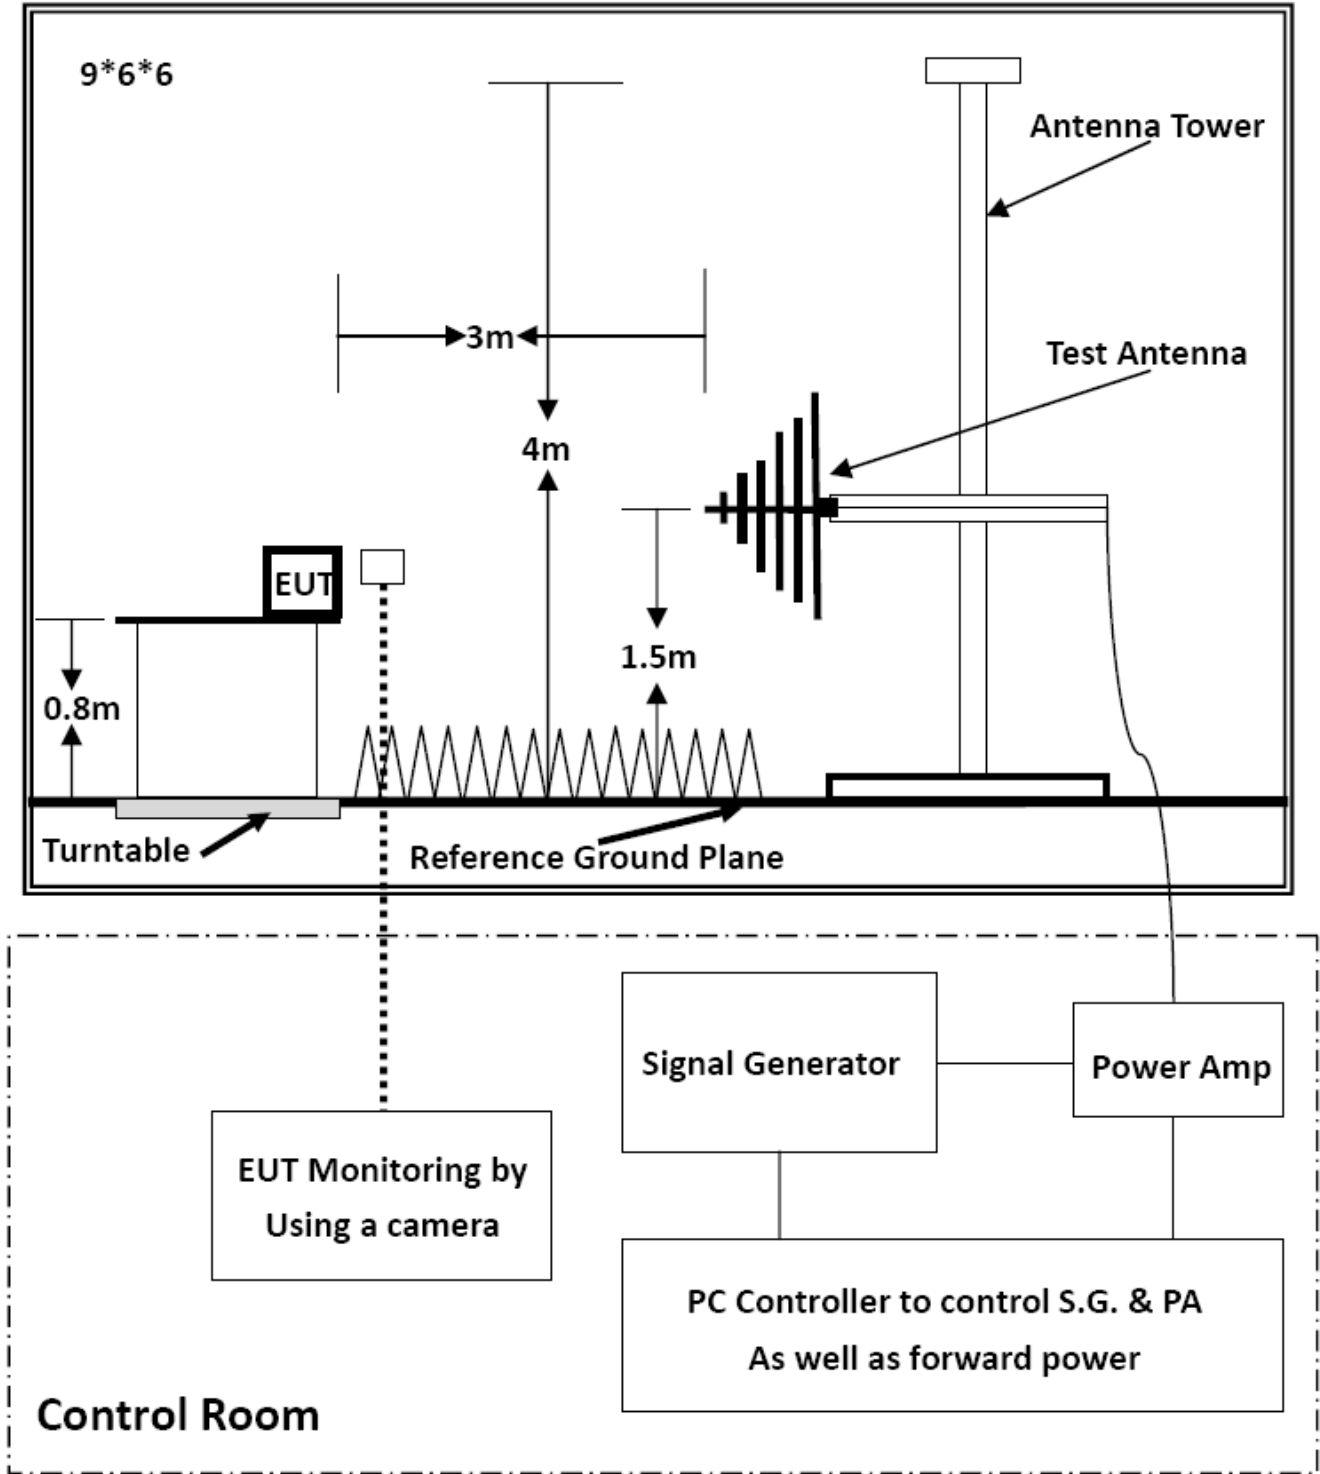 9*6*6
Antenna Tower
3m
Test Antenna
4m
EUT
1.5m
0.8m
Turntable
Reference Ground Plane
Signal Generator
Power Amp
EUT Monitoring by
Using a camera
PC Controller to control S.G. & PA
As well as forward power
Control Room